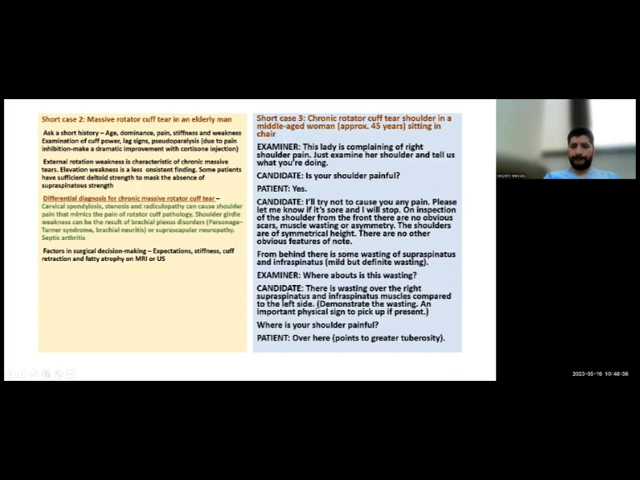 Short case 2: Massive rotator cuff tear in an elderly man
Ask a short history – Age, dominance, pain, stiffness and weakness
Examination of cuff power, lag signs, pseudoparalysis (due to pain
inhibition-make a dramatic improvement with cortisone injection)
External rotation weakness is characteristic of chronic massive
tears. Elevation weakness is a less consistent finding. Some patients
have sufficient deltoid strength to mask the absence of
supraspinatous strength
Differential diagnosis for chronic massive rotator cuff tear –
Cervical spondylosis, stenosis and radiculopathy can cause shoulder
pain that mimics the pain of rotator cuff pathology. Shoulder girdle
weakness can be the result of brachial plexus disorders (Parsonage–
Turner syndrome, brachial neuritis) or suprascapular neuropathy.
Septic arthritis
Factors in surgical decision-making – Expectations, stiffness, cuff
retraction and fatty atrophy on MRI or US
Short case 3: Chronic rotator cuff tear shoulder in a
middle-aged woman (approx. 45 years) sitting in
chair
EXAMINER: This lady is complaining of right
shoulder pain. Just examine her shoulder and tell us
what you're doing.
CANDIDATE: Is your shoulder painful?
PATIENT: Yes.
CANDIDATE: I'll try not to cause you any pain. Please
let me know if it's sore and I will stop. On inspection
of the shoulder from the front there are no obvious
scars, muscle wasting or asymmetry. The shoulders
are of symmetrical height. There are no other
obvious features of note.
From behind there is some wasting of supraspinatus
and infraspinatus (mild but definite wasting).
EXAMINER: Where abouts is this wasting?
CANDIDATE: There is wasting over the right
supraspinatus and infraspinatus muscles compared
to the left side. (Demonstrate the wasting. An
important physical sign to pick up if present.)
Where is your shoulder painful?
PATIENT: Over here (points to greater tuberosity).
2023-05-16 10:48:56